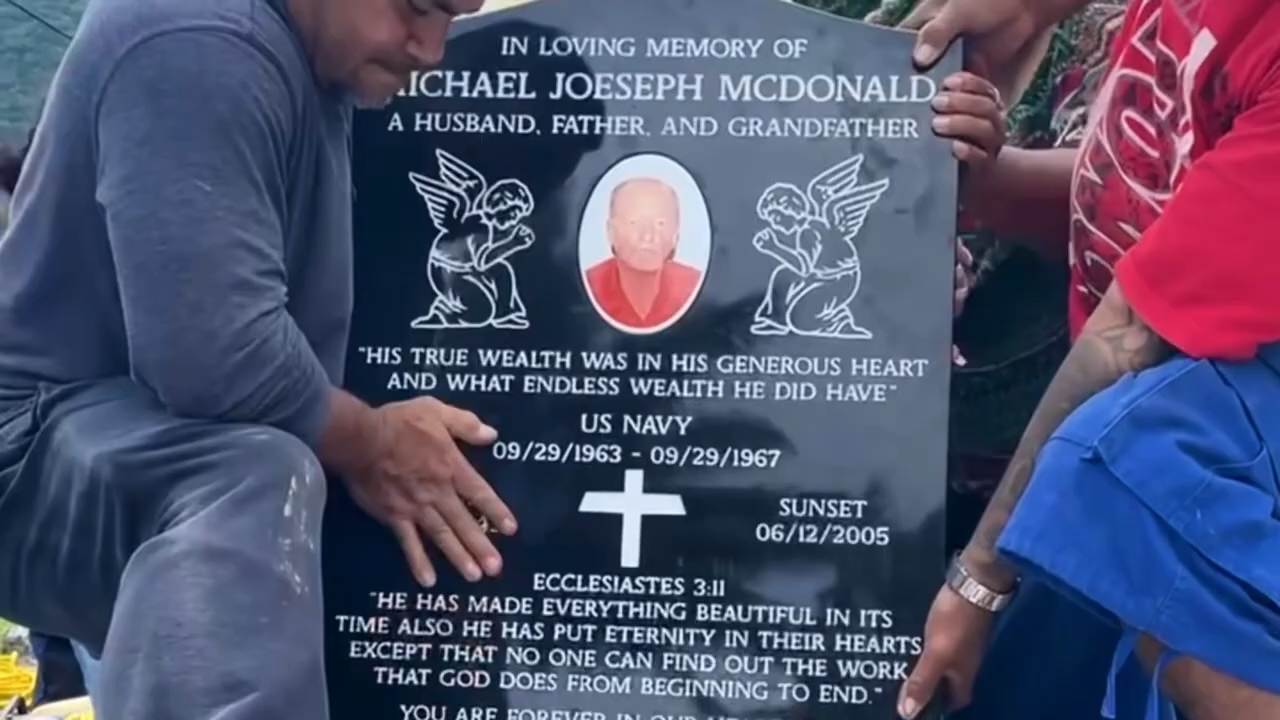 IN LOVING MEMORY OF
MICHAEL JOESEPH MCDONALD
A HUSBAND, FATHER, AND GRANDFATHER
"HIS TRUE WEALTH WAS IN HIS GENEROUS HEART
AND WHAT ENDLESS WEALTH HE DID HAVE"
US NAVY
09/29/1963 - 09/29/1967
SUNSET
06/12/2005
ECCLESIASTES 3:11
"HE HAS MADE EVERYTHING BEAUTIFUL IN ITS
TIME ALSO HE HAS PUT ETERNITY IN THEIR HEARTS
EXCEPT THAT NO ONE CAN FIND OUT THE WORK
THAT GOD DOES FROM BEGINNING TO END."
YOU ARE FOREVER IN OUR